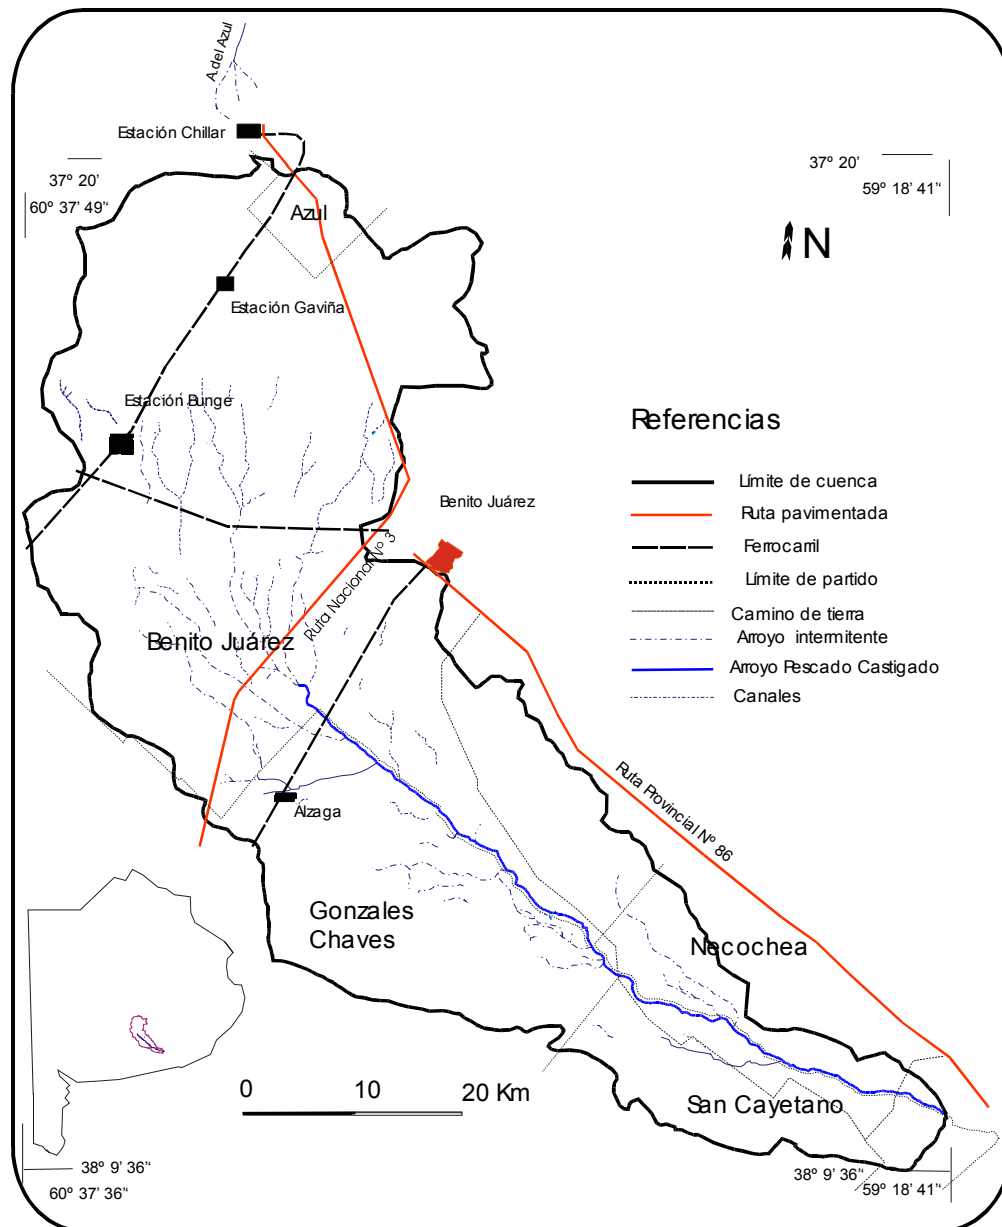 A. del Azul
Estación Chillar
37º 20'
60º 37' 49"
37º 20'
59º 18' 41"
Azul
N
Estación Gaviña
Estación Bunge
Referencias
Límite de cuenca
Ruta pavimentada
Ferrocarril
Límite de partido
Camino de tierra
Arroyo intermitente
Arroyo Pescado Castigado
Canales
Benito Juárez
Ruta Nacional Nº 3
Benito Juárez
Ruta Provincial Nº 86
Alzaga
Gonzales
Chaves
Necochea
0 10 20 Km
San Cayetano
38º 9' 36"
60º 37' 36"
38º 9' 36"
59º 18' 41"